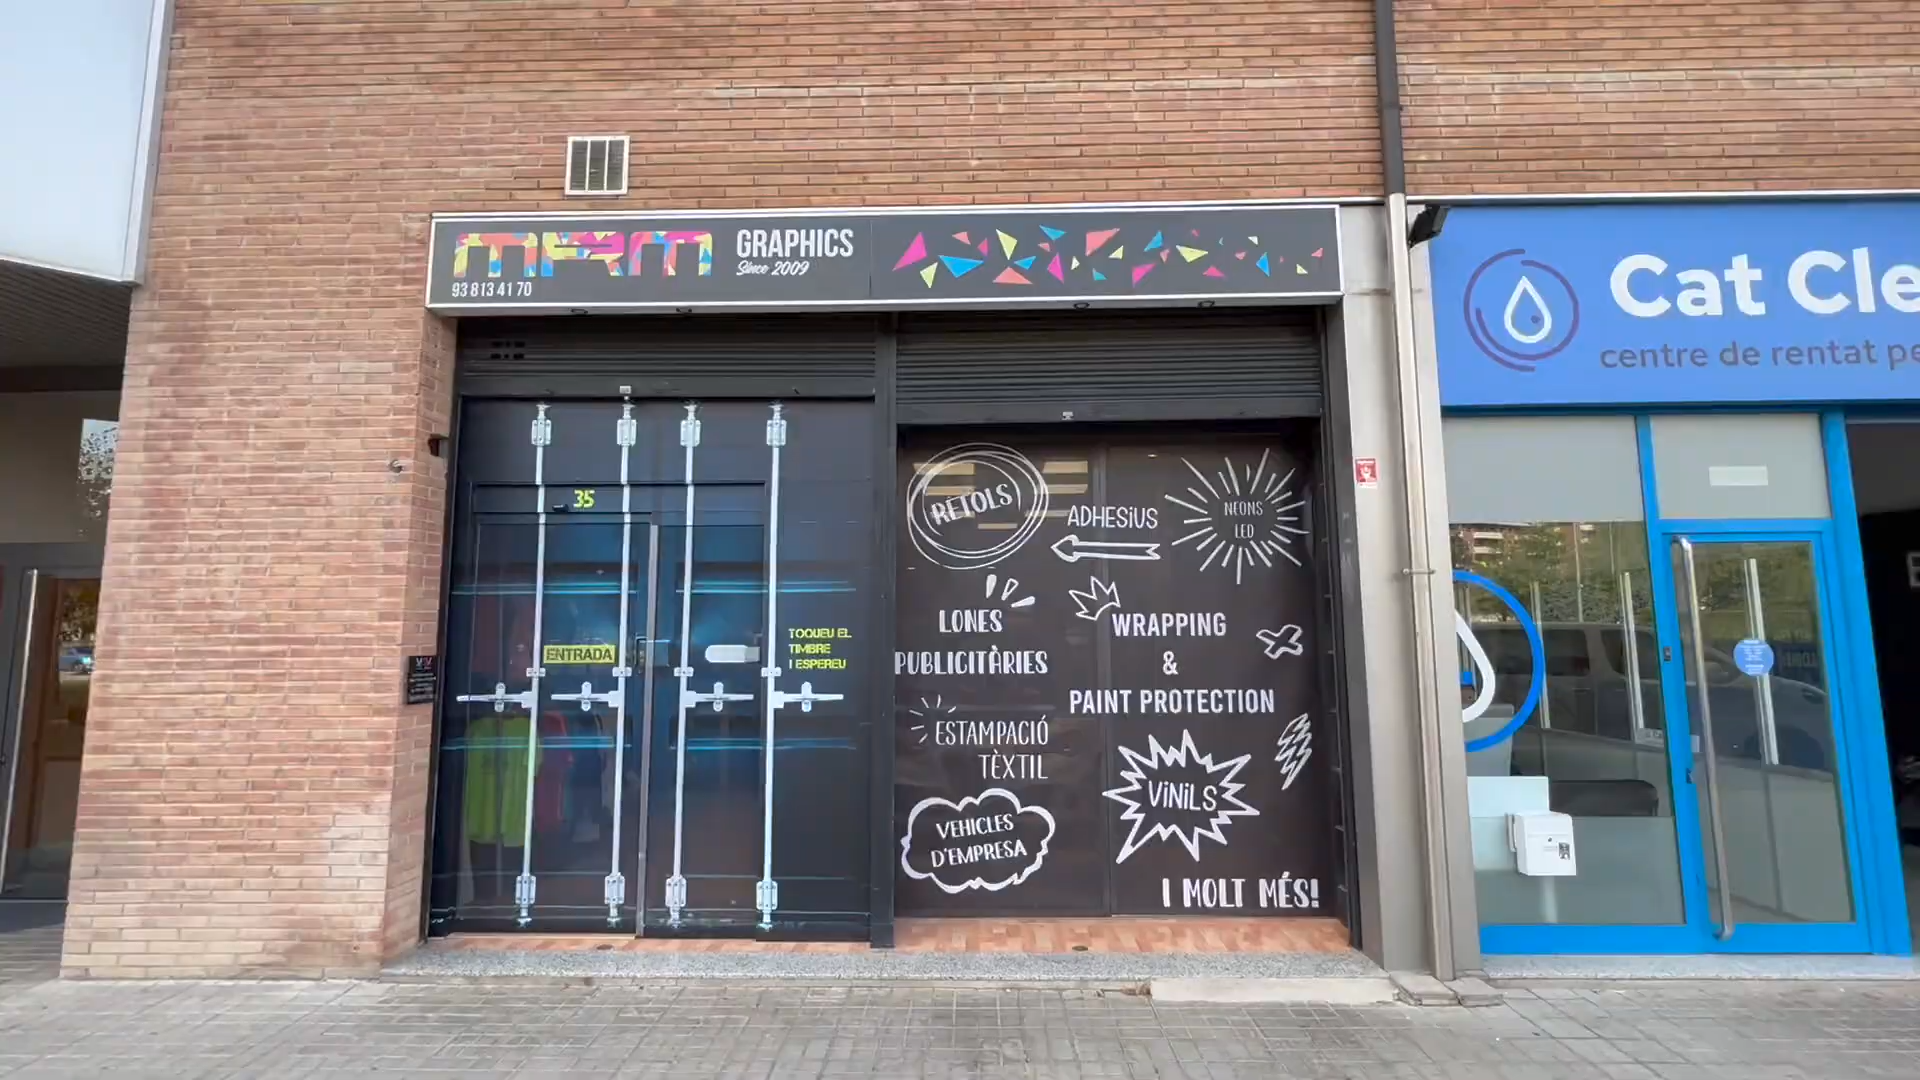 MRM
GRAPHICS
Since 2009
93 813 41 70
Cat Cle
centre de rentat pe
35
ENTRADA
TOQUEU EL
TIMBRE
I ESPEREU
RÈTOLS
ADHESIUS
NEONS
LED
LONES
PUBLICITÀRIES
WRAPPING
&
PAINT PROTECTION
ESTAMPACIÓ
TÈXTIL
VINILS
VEHICLES
D'EMPRESA
I MOLT MÉS!